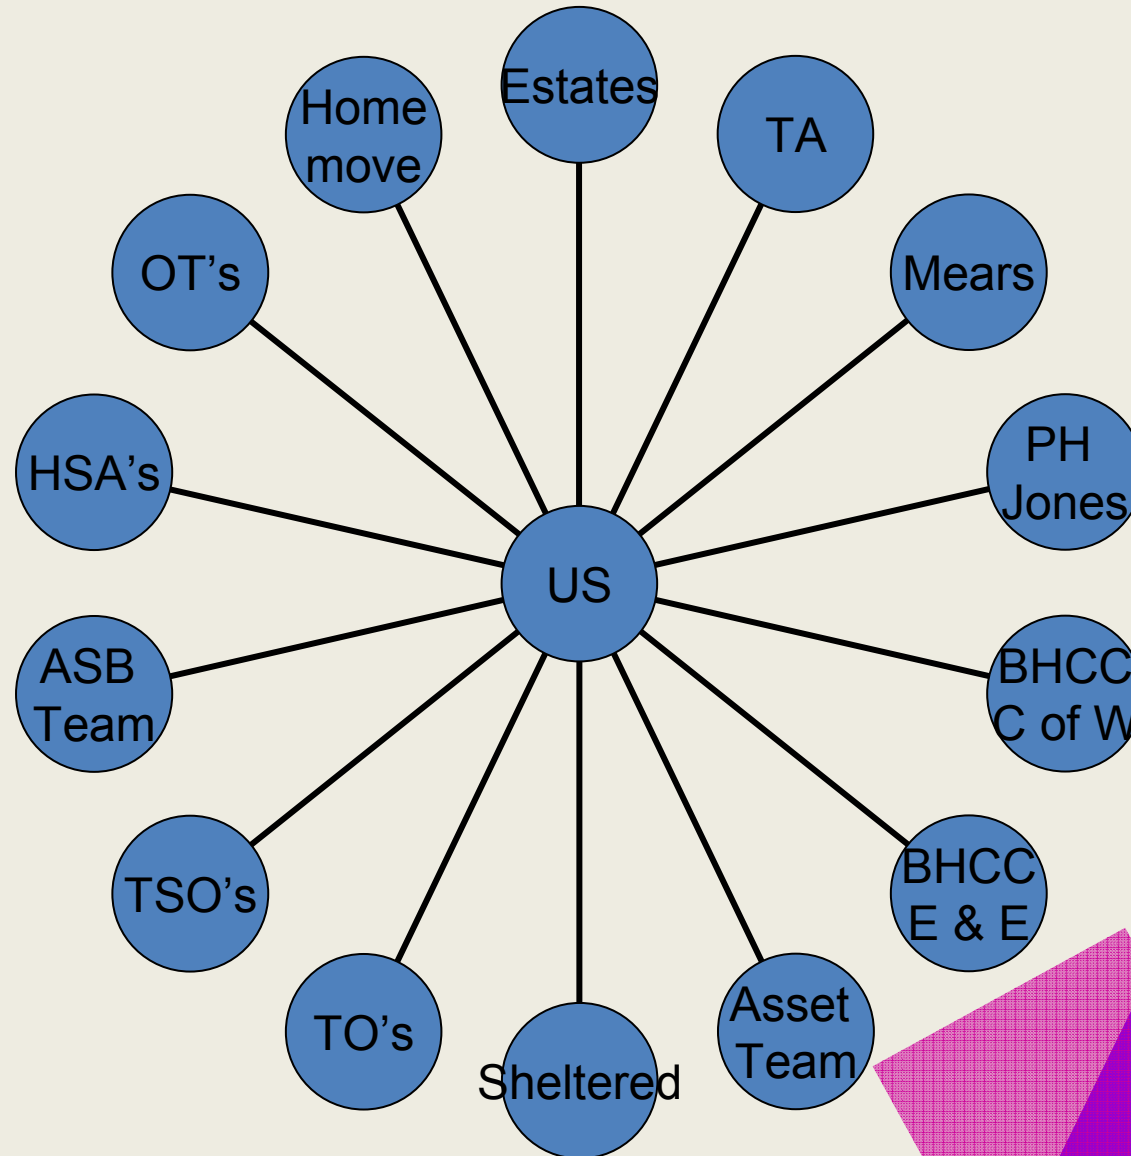 Estates
TA
Mears
PH
Jones
BHCC
C of W
BHCC
E & E
Asset
Team
Sheltered
TO’s
TSO’s
ASB
Team
HSA’s
OT’s
Home
move
US